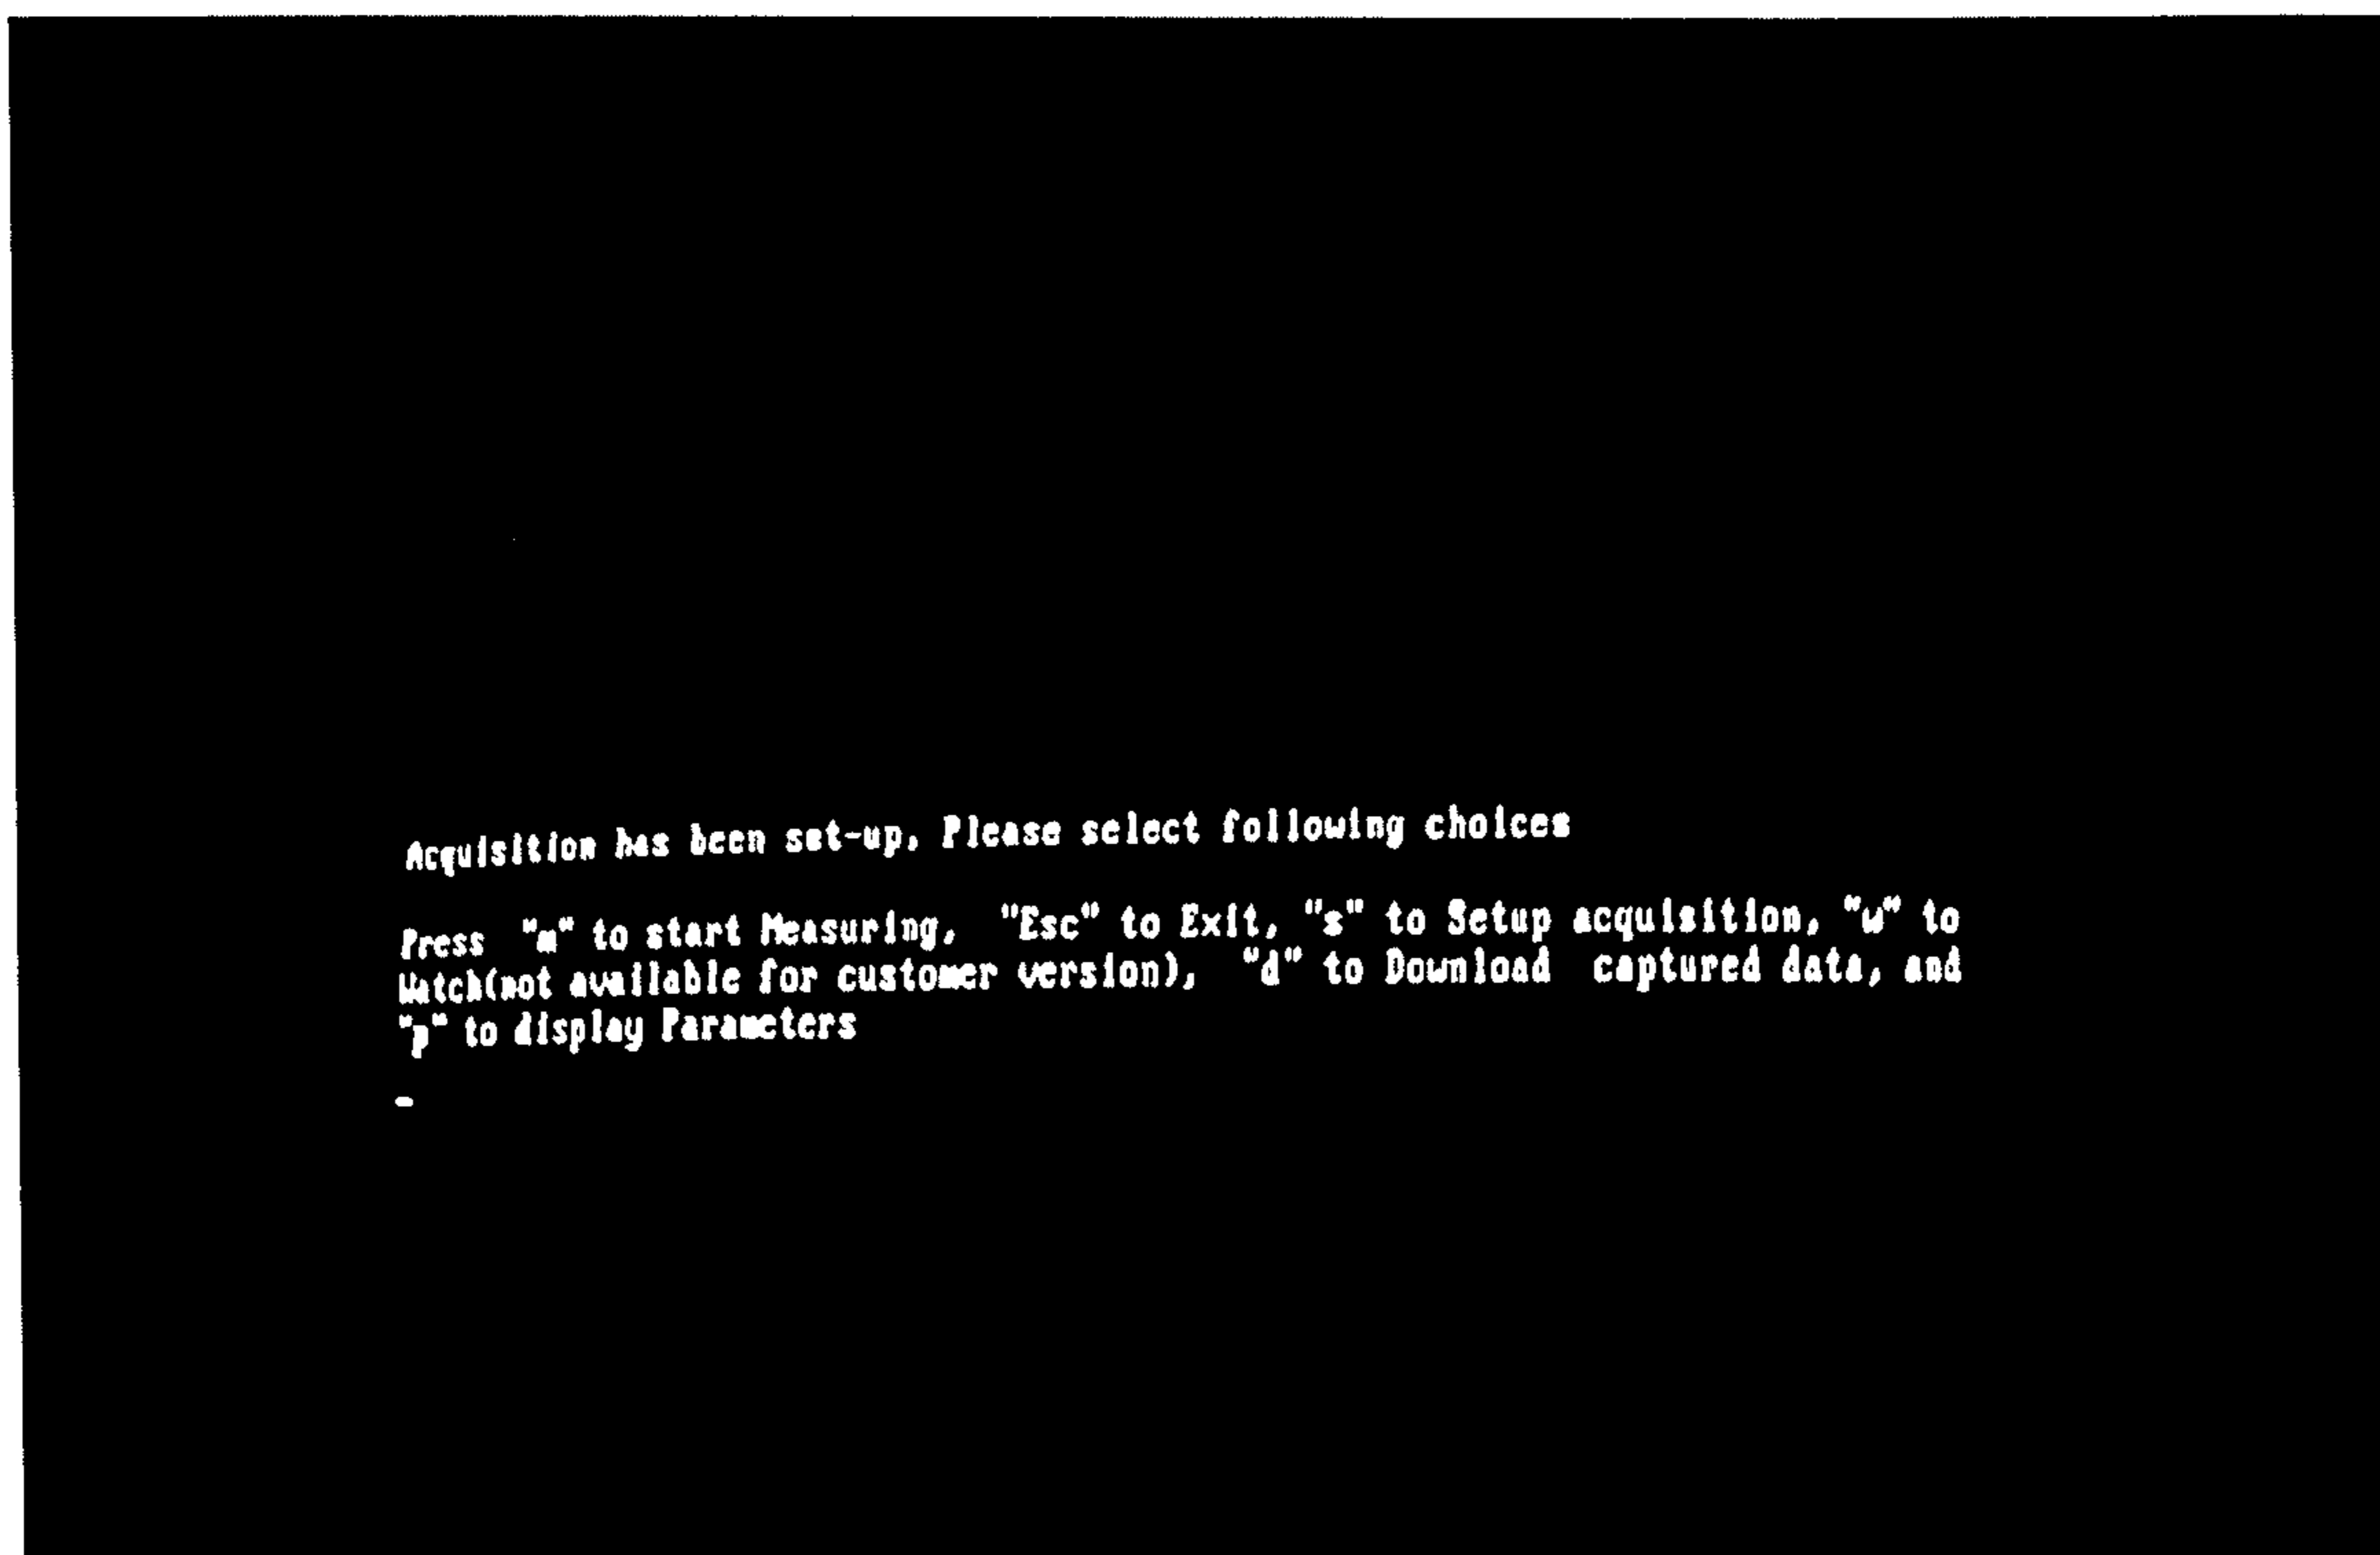 Acquisition has been set-up, Please select following choices
Press "m" to start Measuring, "Esc" to Exit, "s" to Setup acquisition, "w" to
Watch(not available for customer version), "d" to Download captured data, and
"p" to display Parameters